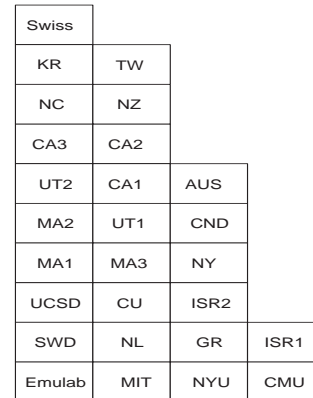 Swiss
KR TW
NC NZ
CA3 CA2
UT2 CA1 AUS
MA2 UT1 CND
MA1 MA3 NY
UCSD CU ISR2
SWD NL GR ISR1
Emulab MIT NYU CMU